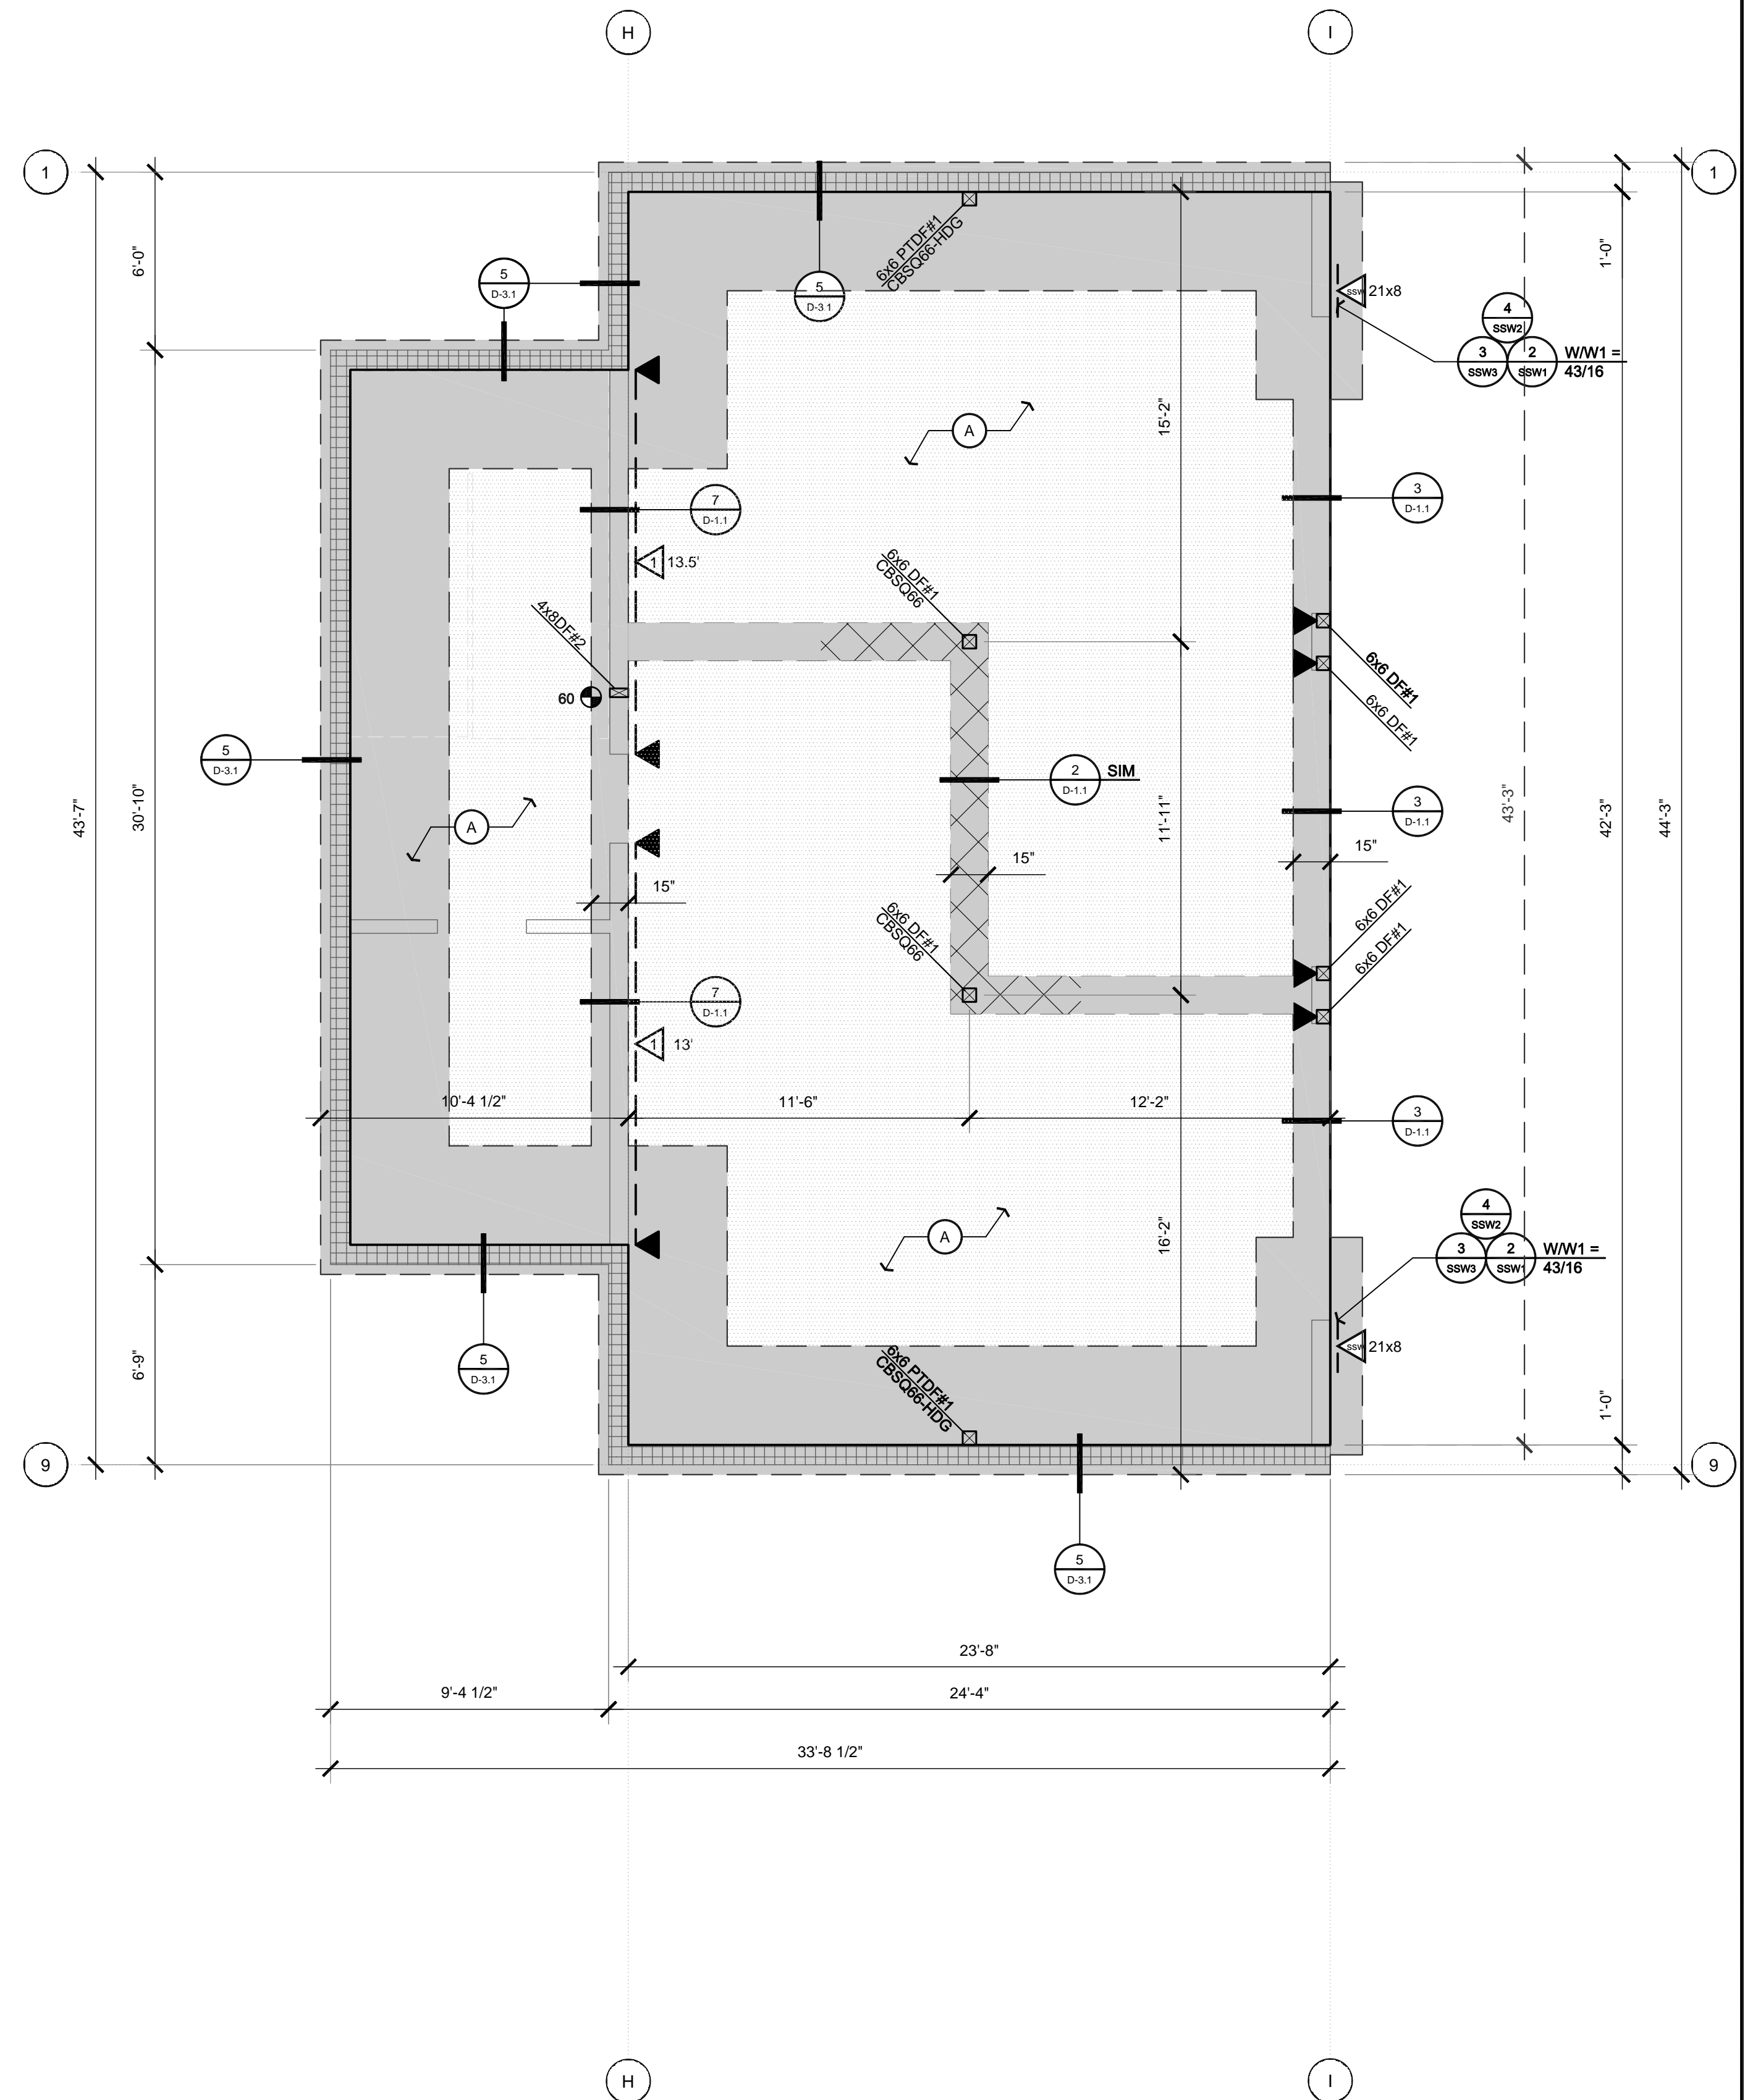 H
I
1
1
6'-0"
1'-0"
5
D-3.1
5
D-3.1
6x6 PTDF#1
CBSQ66-HDG
SSW
21x8
4
SSW2
3
SSW3
2
SSW1
W/W1 =
43/16
15'-2"
A
7
D-1.1
3
D-1.1
1
13.5'
6x6 DF#1
CBSQ66
4x8DF#2
60
6x6 DF#1
6x6 DF#1
5
D-3.1
2
D-1.1
SIM
43'-7"
30'-10"
11'-11"
3
D-1.1
43'-3"
42'-3"
44'-3"
A
15"
15"
15"
6x6 DF#1
CBSQ66
6x6 DF#1
6x6 DF#1
7
D-1.1
1
13'
10'-4 1/2"
11'-6"
12'-2"
3
D-1.1
A
16'-2"
4
SSW2
3
SSW3
2
SSW1
W/W1 =
43/16
5
D-3.1
6'-9"
6x6 PTDF#1
CBSQ66-HDG
SSW
21x8
1'-0"
9
9
5
D-3.1
23'-8"
9'-4 1/2"
24'-4"
33'-8 1/2"
H
I